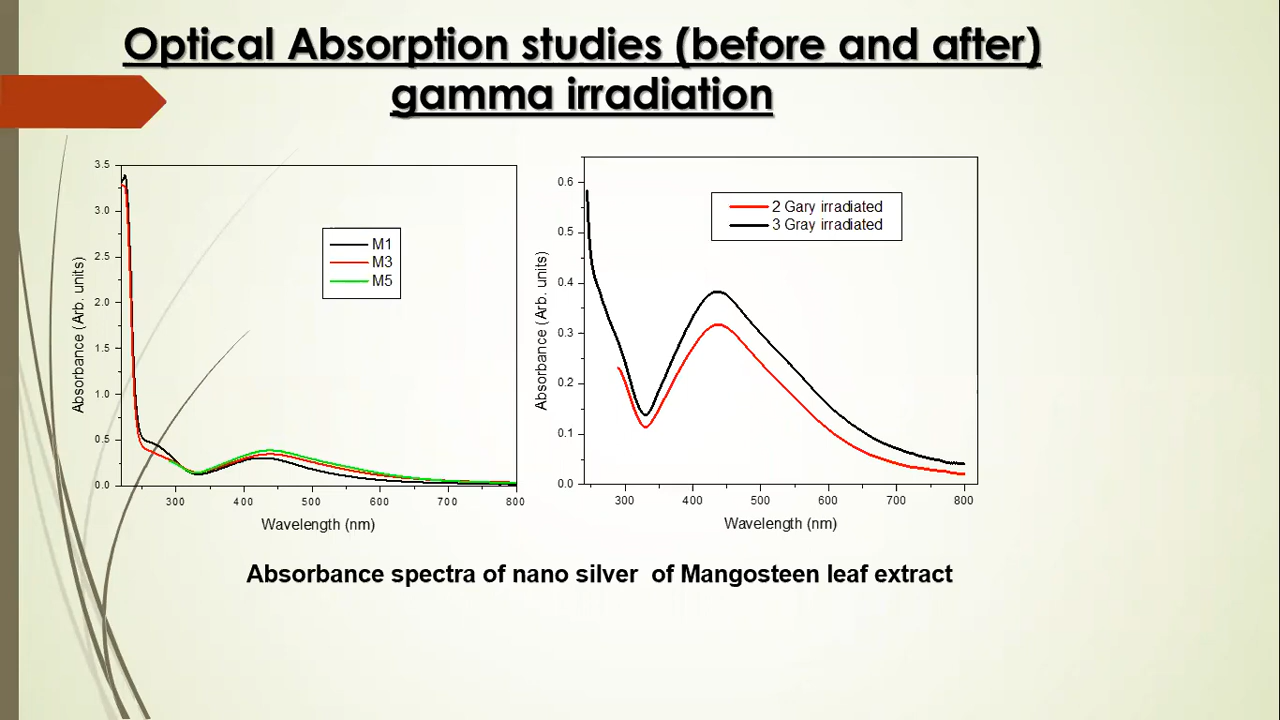 Optical Absorption studies (before and after)
gamma irradiation
3.5
3.0
2.5
2.0
1.5
1.0
0.5
0.0
Absorbance (Arb. units)
M1
M3
M5
300 400 500 600 700 800
Wavelength (nm)
0.6
0.5
0.4
0.3
0.2
0.1
0.0
Absorbance (Arb. units)
2 Gary irradiated
3 Gray irradiated
300 400 500 600 700 800
Wavelength (nm)
Absorbance spectra of nano silver of Mangosteen leaf extract